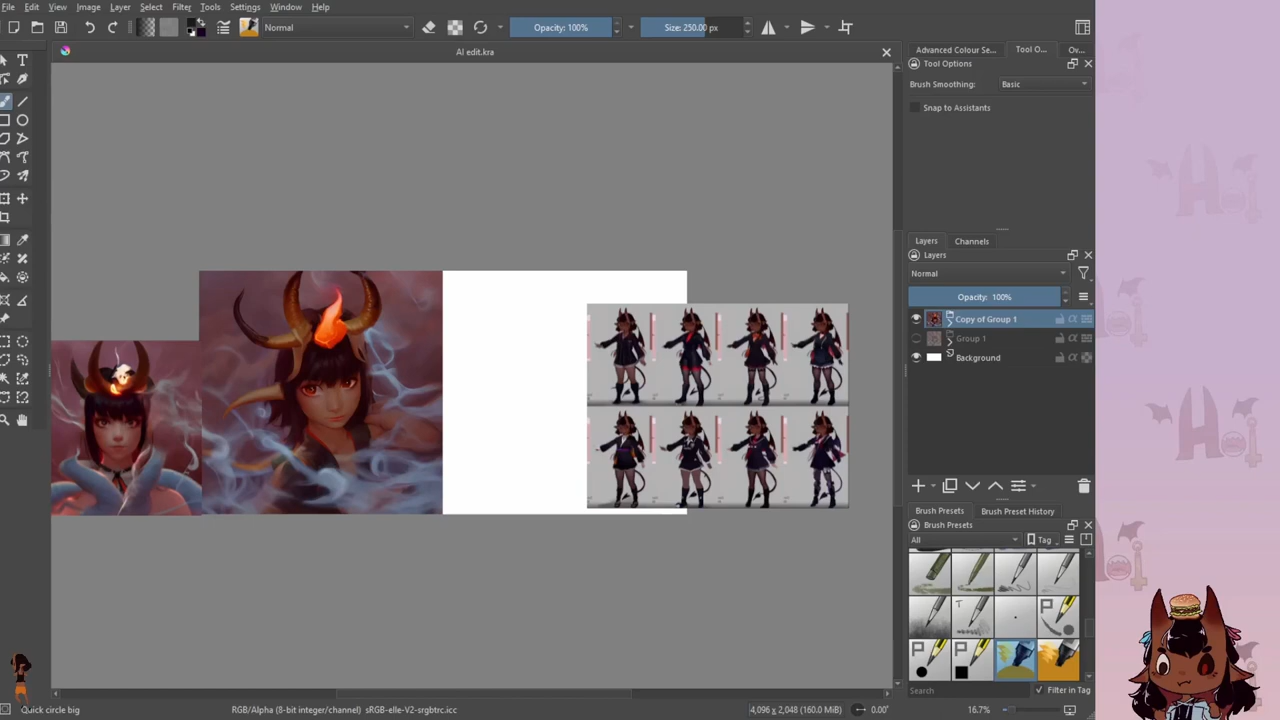 File Edit View Image Layer Select Filter Tools Settings Window Help
Normal
Opacity: 100%
Size: 250.00 px
AI edit.kra
Advanced Colour Se...
Tool O...
Ov...
Tool Options
Brush Smoothing:
Basic
Snap to Assistants
Layers
Channels
Layers
Normal
Opacity: 100%
Copy of Group 1
Group 1
Background
Brush Presets
Brush Preset History
Brush Presets
All
Tag
Search
Filter in Tag
Quick circle big
RGB/Alpha (8-bit integer/channel) sRGB-elle-V2-srgbtrc.icc
4,096 x 2,048 (160.0 MiB)
0.00°
16.7%